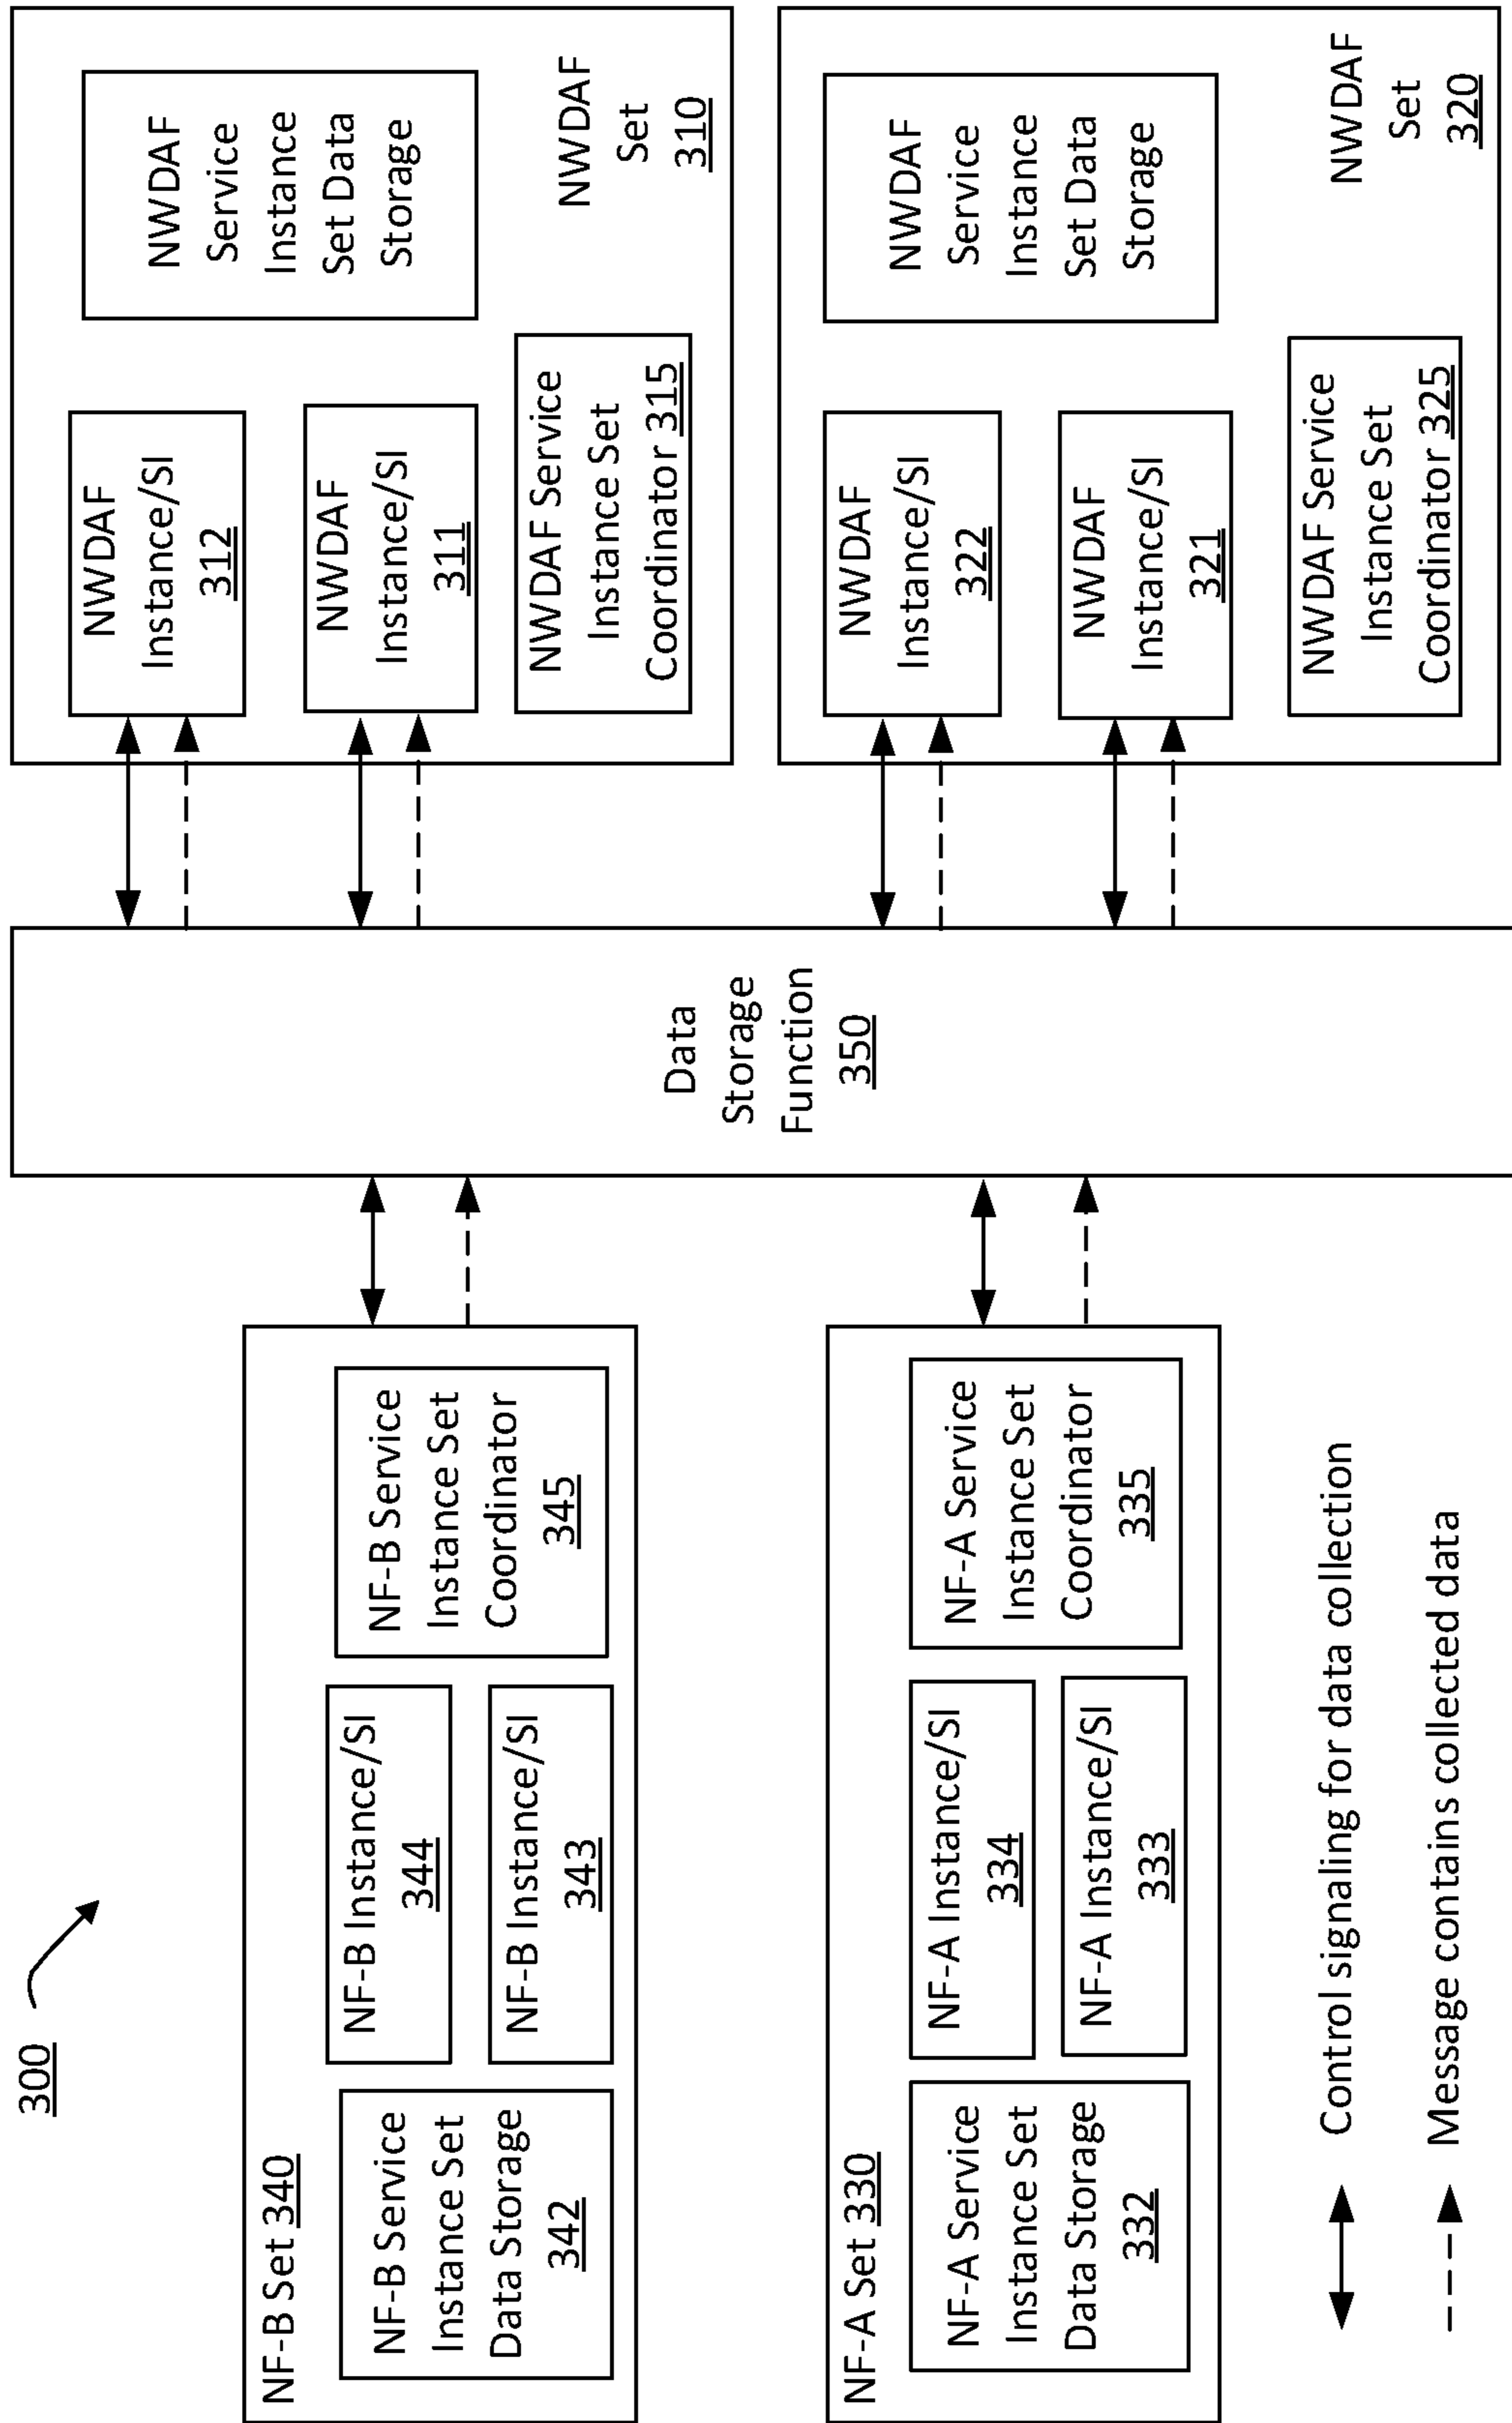 300
NF-B Set 340
NF-B Service
Instance Set
Data Storage
342
NF-B Instance/SI
344
NF-B Instance/SI
343
NF-B Service
Instance Set
Coordinator
345
NF-A Set 330
NF-A Service
Instance Set
Data Storage
332
NF-A Instance/SI
334
NF-A Instance/SI
333
NF-A Service
Instance Set
Coordinator
335
Data
Storage
Function
350
NWDAF
Instance/SI
312
NWDAF
Instance/SI
311
NWDAF Service
Instance Set
Coordinator 315
NWDAF
Service
Instance
Set Data
Storage
NWDAF
Set
310
NWDAF
Instance/SI
322
NWDAF
Instance/SI
321
NWDAF Service
Instance Set
Coordinator 325
NWDAF
Service
Instance
Set Data
Storage
NWDAF
Set
320
Control signaling for data collection
Message contains collected data